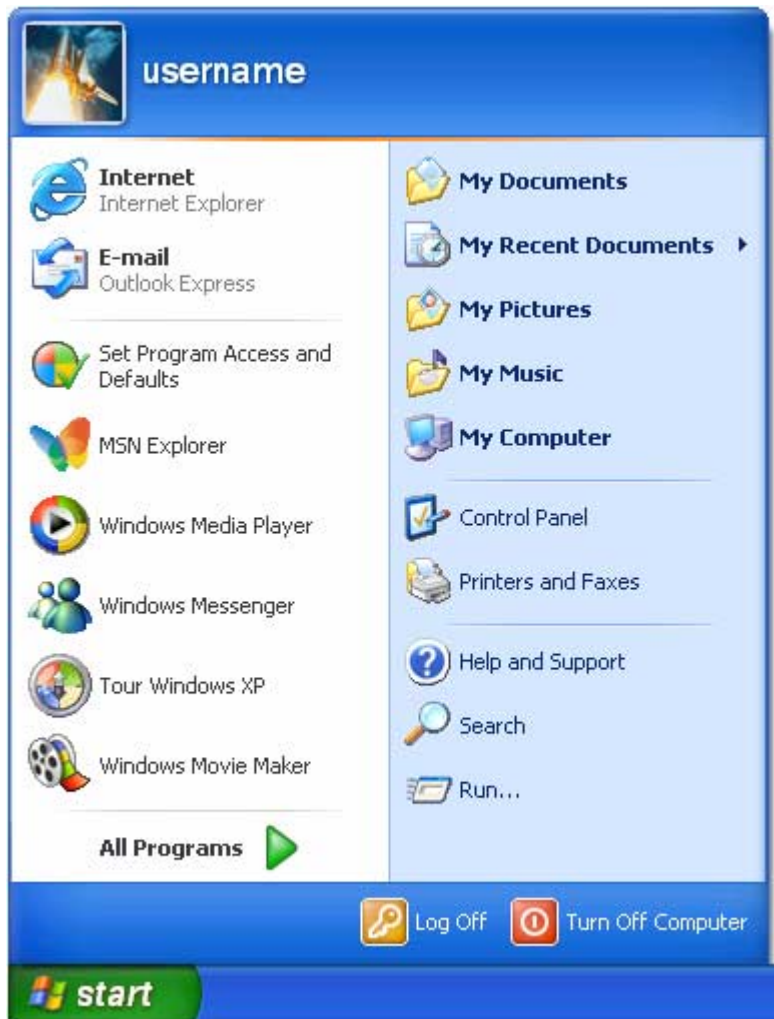 username
Internet
Internet Explorer
E-mail
Outlook Express
Set Program Access and
Defaults
MSN Explorer
Windows Media Player
Windows Messenger
Tour Windows XP
Windows Movie Maker
All Programs
My Documents
My Recent Documents
My Pictures
My Music
My Computer
Control Panel
Printers and Faxes
Help and Support
Search
Run...
Log Off
Turn Off Computer
start